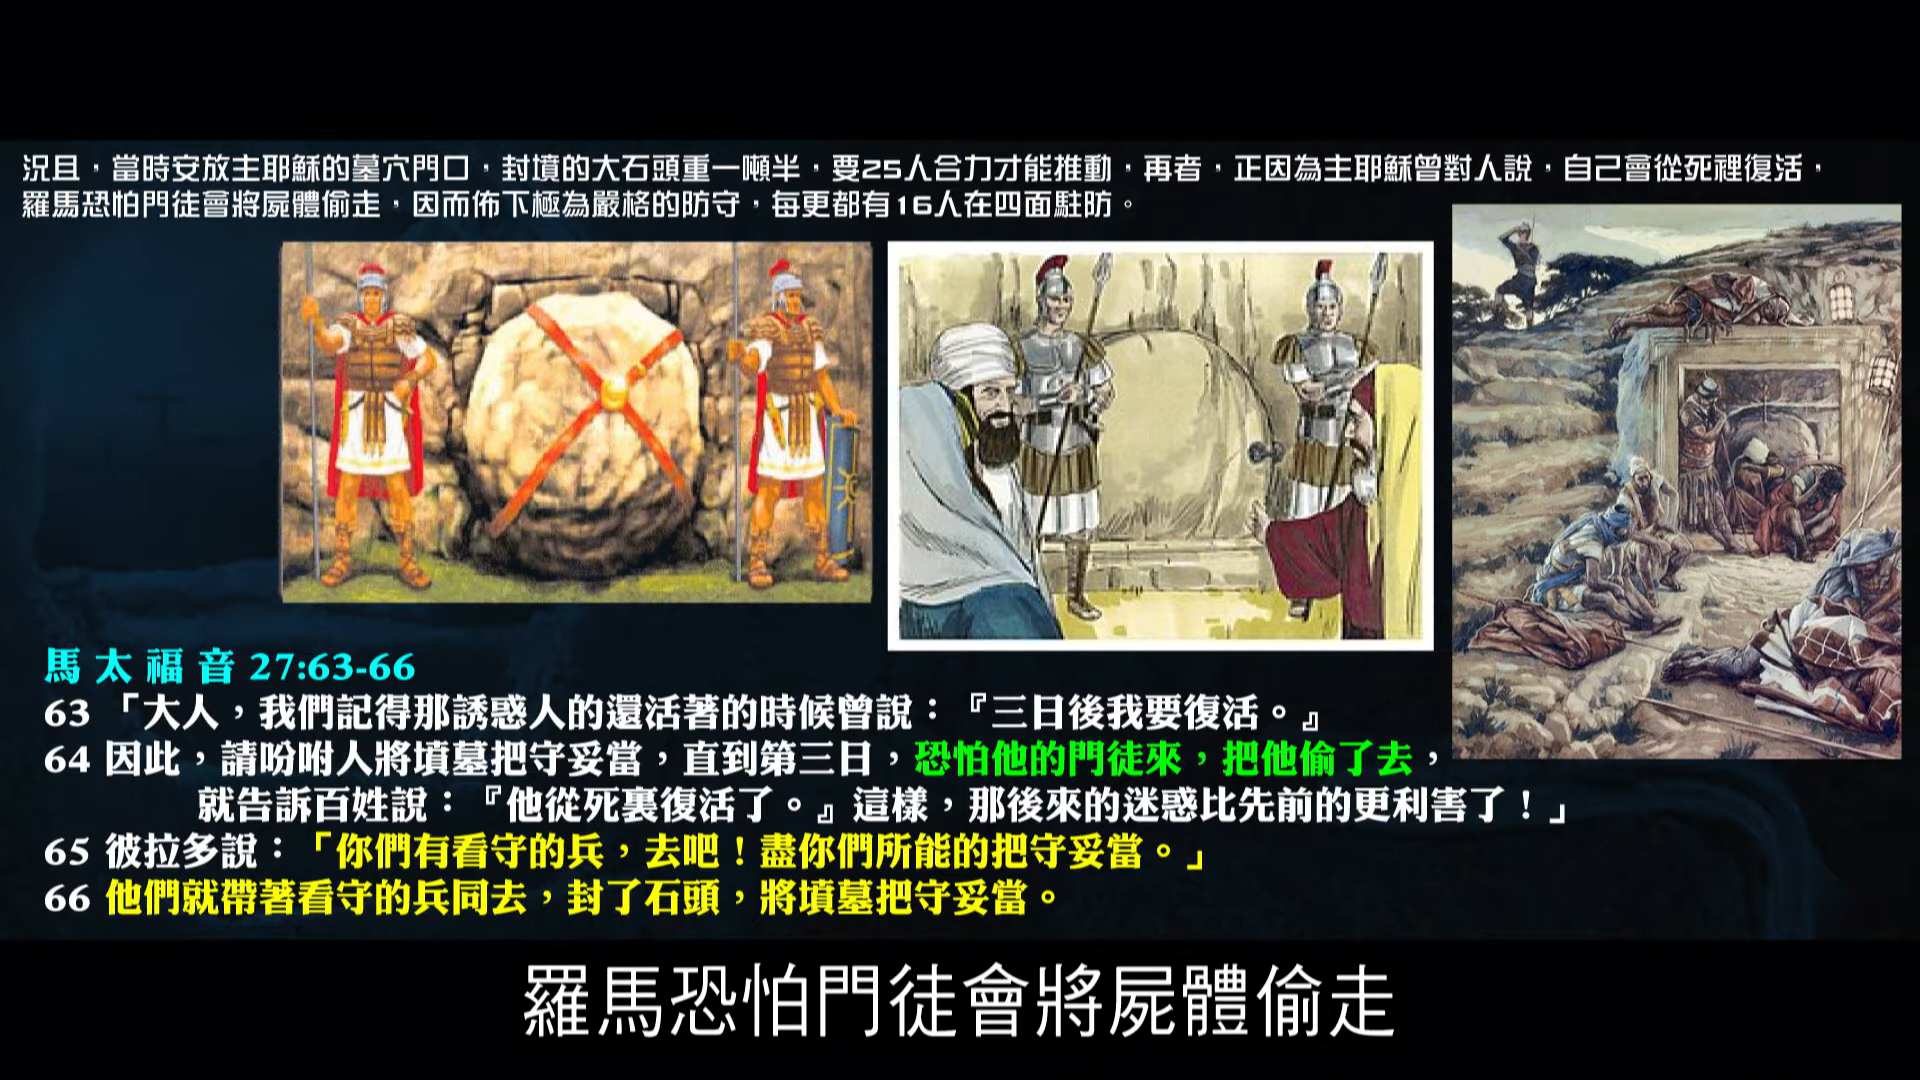 況且，當時安放主耶穌的墓穴門口，封墳的大石頭重一噸半，要25人合力才能推動，再者，正因為主耶穌曾對人說，自己會從死裡復活，
羅馬恐怕門徒會將屍體偷走，因而佈下極為嚴格的防守，每更都有16人在四面駐防。
馬太福音 27:63-66
63 「大人，我們記得那誘惑人的還活著的時候曾說：『三日後我要復活。』
64 因此，請吩咐人將墳墓把守妥當，直到第三日，恐怕他的門徒來，把他偷了去，
就告訴百姓說：『他從死裏復活了。』這樣，那後來的迷惑比先前的更利害了！」
65 彼拉多說：「你們有看守的兵，去吧！盡你們所能的把守妥當。」
66 他們就帶著看守的兵同去，封了石頭，將墳墓把守妥當。
羅馬恐怕門徒會將屍體偷走